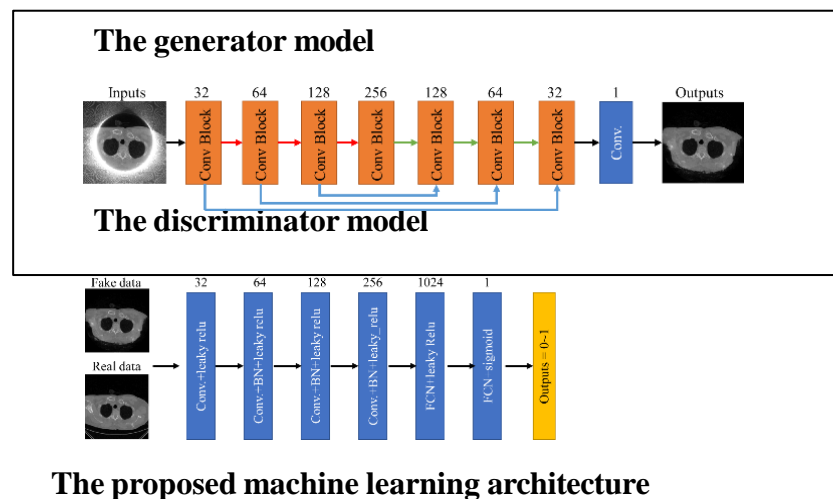 The generator model
Inputs 32 64 128 256 128 64 32 1 Outputs
Conv Block
Conv Block
Conv Block
Conv Block
Conv Block
Conv Block
Conv Block
Conv.
The discriminator model
Fake data 32 64 128 256 1024 1
Real data
Conv.+leaky relu
Conv.+BN+leaky relu
Conv.+BN+leaky relu
Conv.+BN+leaky_relu
FCN+leaky Relu
FCN+sigmoid
Outputs = 0~1
The proposed machine learning architecture